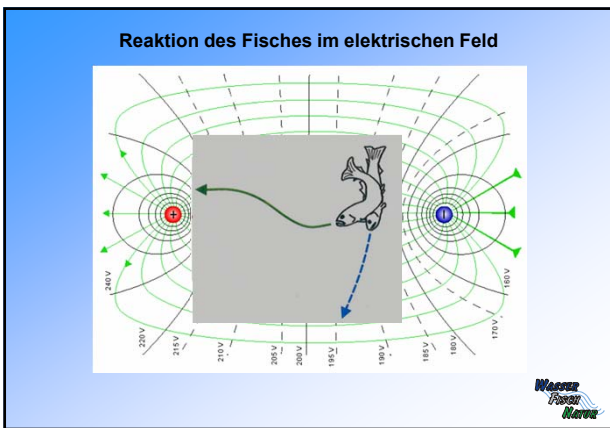 Reaktion des Fisches im elektrischen Feld
+
240 V
220 V
215 V
210 V
205 V
200 V
195 V
190 V
185 V
180 V
170 V
160 V
Wasser
Fisch
Natur